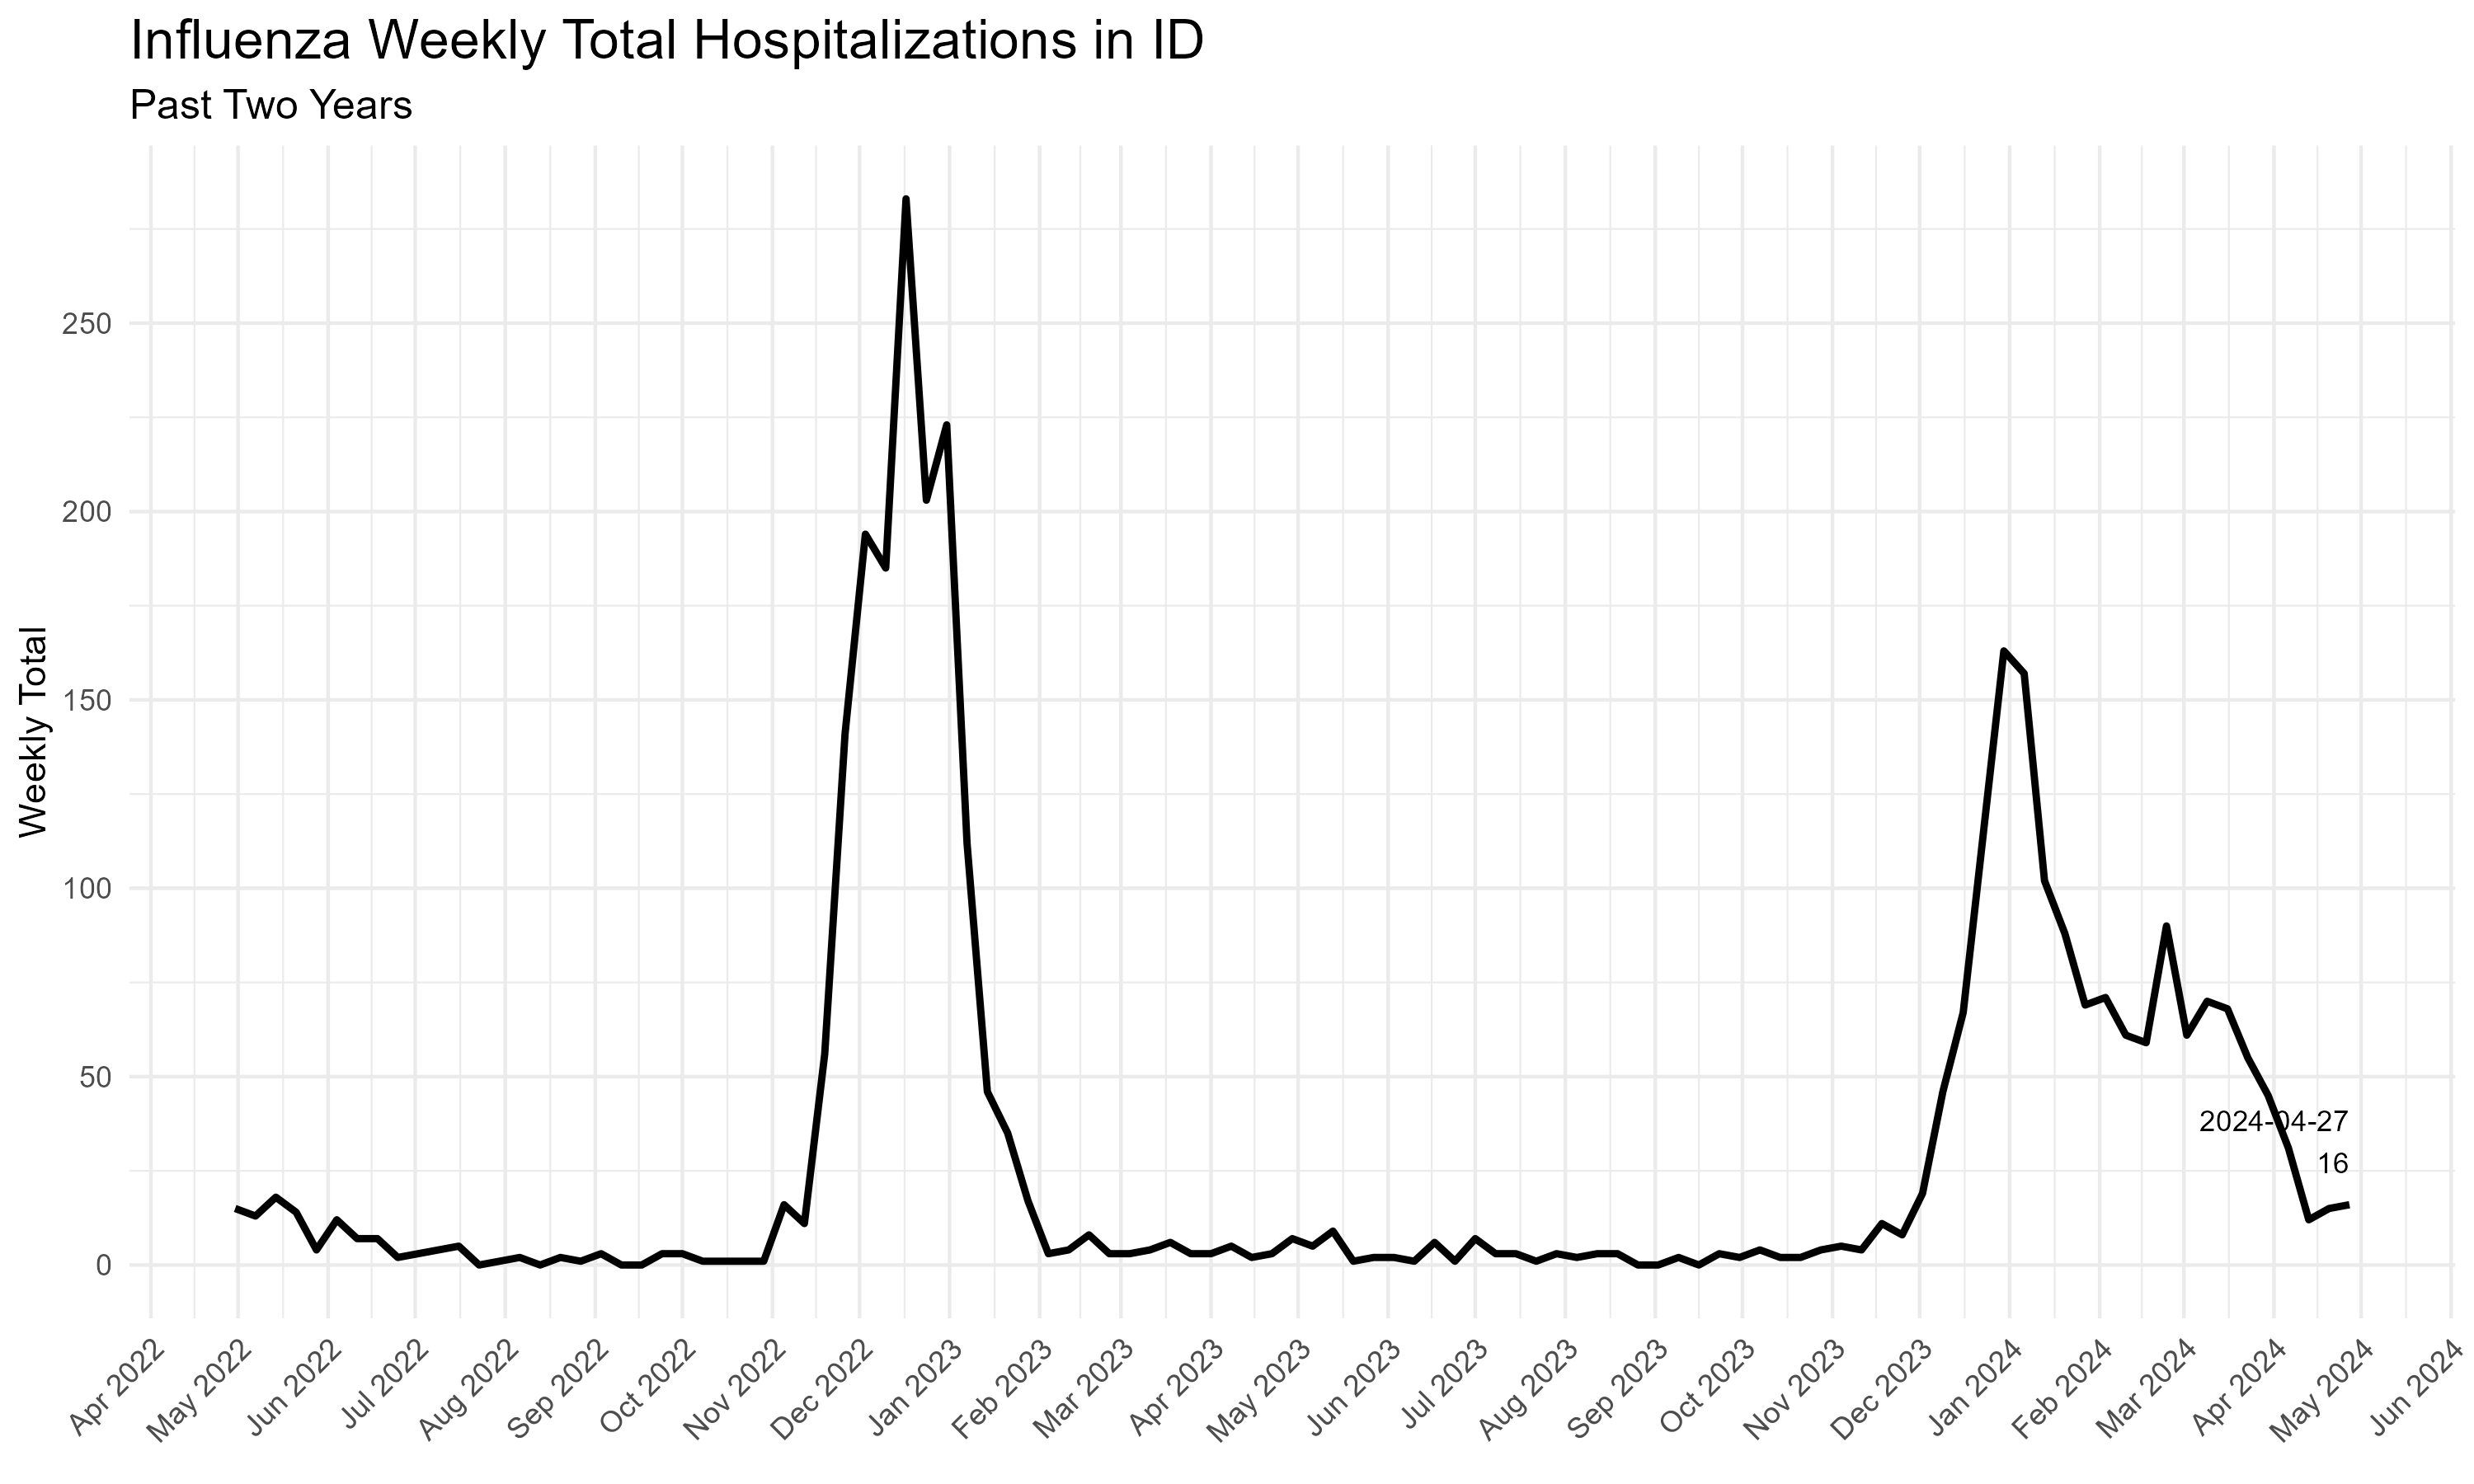 Influenza Weekly Total Hospitalizations in ID
Past Two Years
Weekly Total
250
200
150
100
50
0
2024-04-27
16
Apr 2022
May 2022
Jun 2022
Jul 2022
Aug 2022
Sep 2022
Oct 2022
Nov 2022
Dec 2022
Jan 2023
Feb 2023
Mar 2023
Apr 2023
May 2023
Jun 2023
Jul 2023
Aug 2023
Sep 2023
Oct 2023
Nov 2023
Dec 2023
Jan 2024
Feb 2024
Mar 2024
Apr 2024
May 2024
Jun 2024